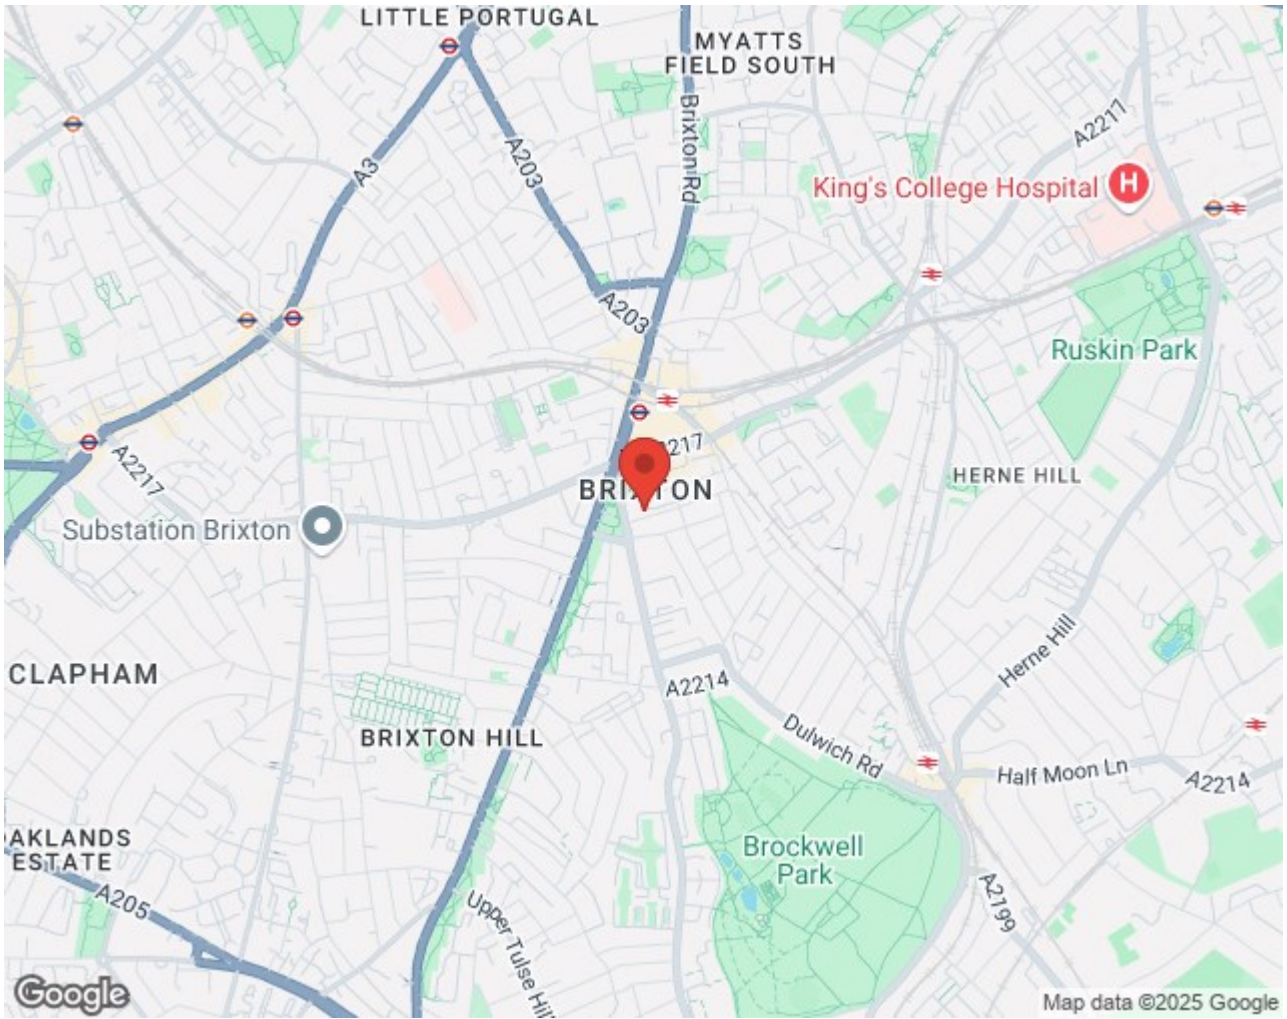 LITTLE PORTUGAL
MYATTS
FIELD SOUTH
Brixton Rd
A2217
A203
A3
King's College Hospital
H
A203
Ruskin Park
A2217
A2217
HERNE HILL
BRIXTON
Substation Brixton
Herne Hill
CLAPHAM
A2214
Dulwich Rd
BRIXTON HILL
Half Moon Ln
A2214
AKLANDS
ESTATE
Brockwell
Park
A205
Upper Tulse Hil
A2199
Google
Map data ©2025 Google